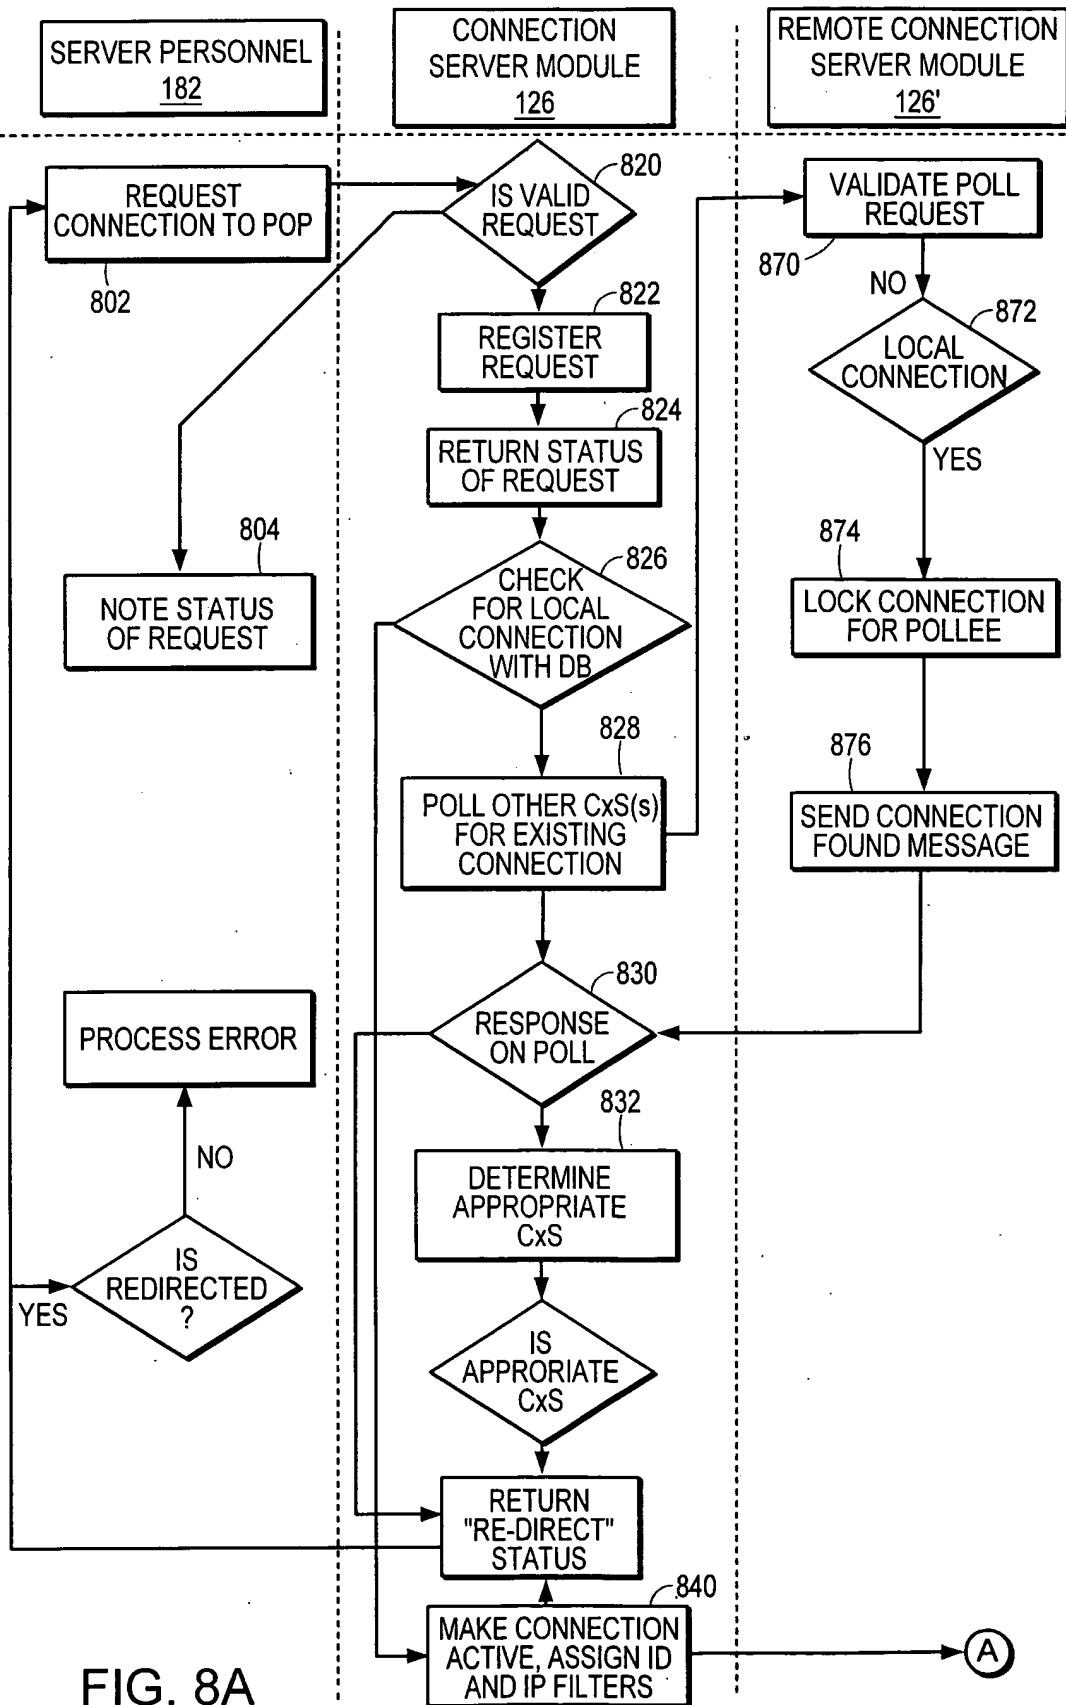 SERVER PERSONNEL
182
CONNECTION
SERVER MODULE
126
REMOTE CONNECTION
SERVER MODULE
126'
REQUEST
CONNECTION TO POP
802
IS VALID
REQUEST
820
VALIDATE POLL
REQUEST
870
NO
822
REGISTER
REQUEST
872
LOCAL
CONNECTION
YES
824
RETURN STATUS
OF REQUEST
804
NOTE STATUS
OF REQUEST
826
CHECK
FOR LOCAL
CONNECTION
WITH DB
874
LOCK CONNECTION
FOR POLLEE
828
POLL OTHER CxS(s)
FOR EXISTING
CONNECTION
876
SEND CONNECTION
FOUND MESSAGE
830
RESPONSE
ON POLL
PROCESS ERROR
NO
832
DETERMINE
APPROPRIATE
CxS
IS
REDIRECTED
?
YES
IS
APPRORIATE
CxS
RETURN
"RE-DIRECT"
STATUS
840
MAKE CONNECTION
ACTIVE, ASSIGN ID
AND IP FILTERS
A
FIG. 8A